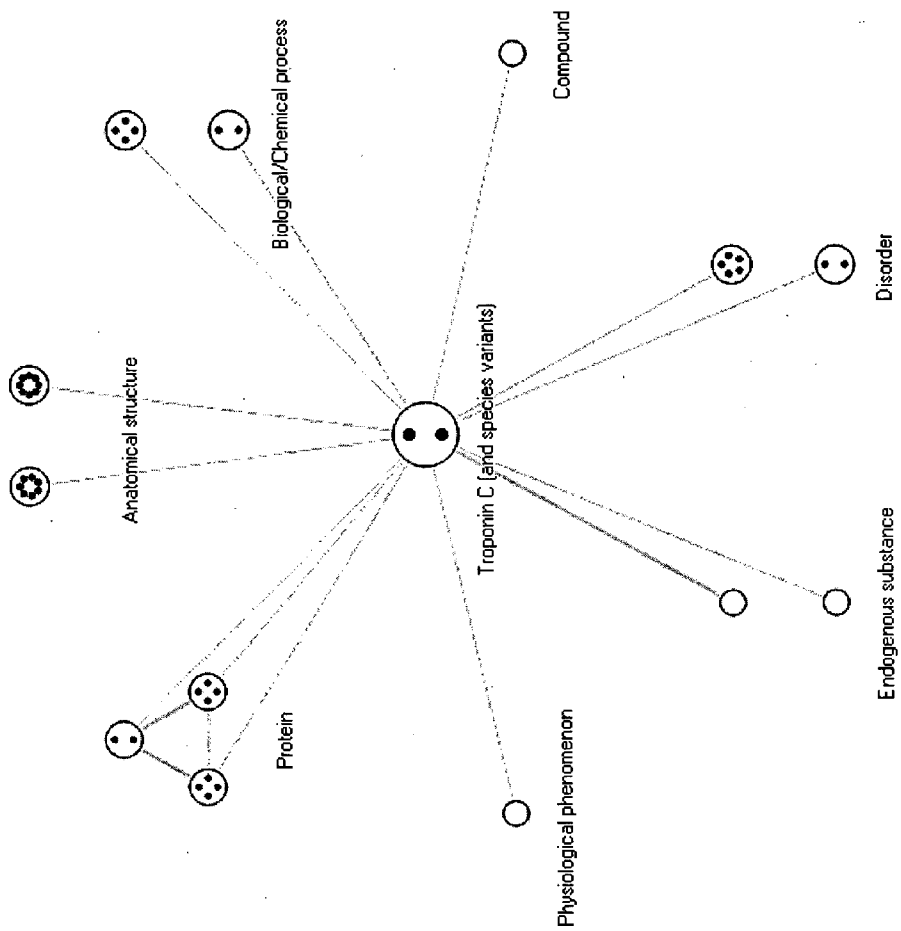 Anatomical structure
Biological/Chemical process
Protein
Compound
Troponin C (and species variants)
Physiological phenomenon
Disorder
Endogenous substance